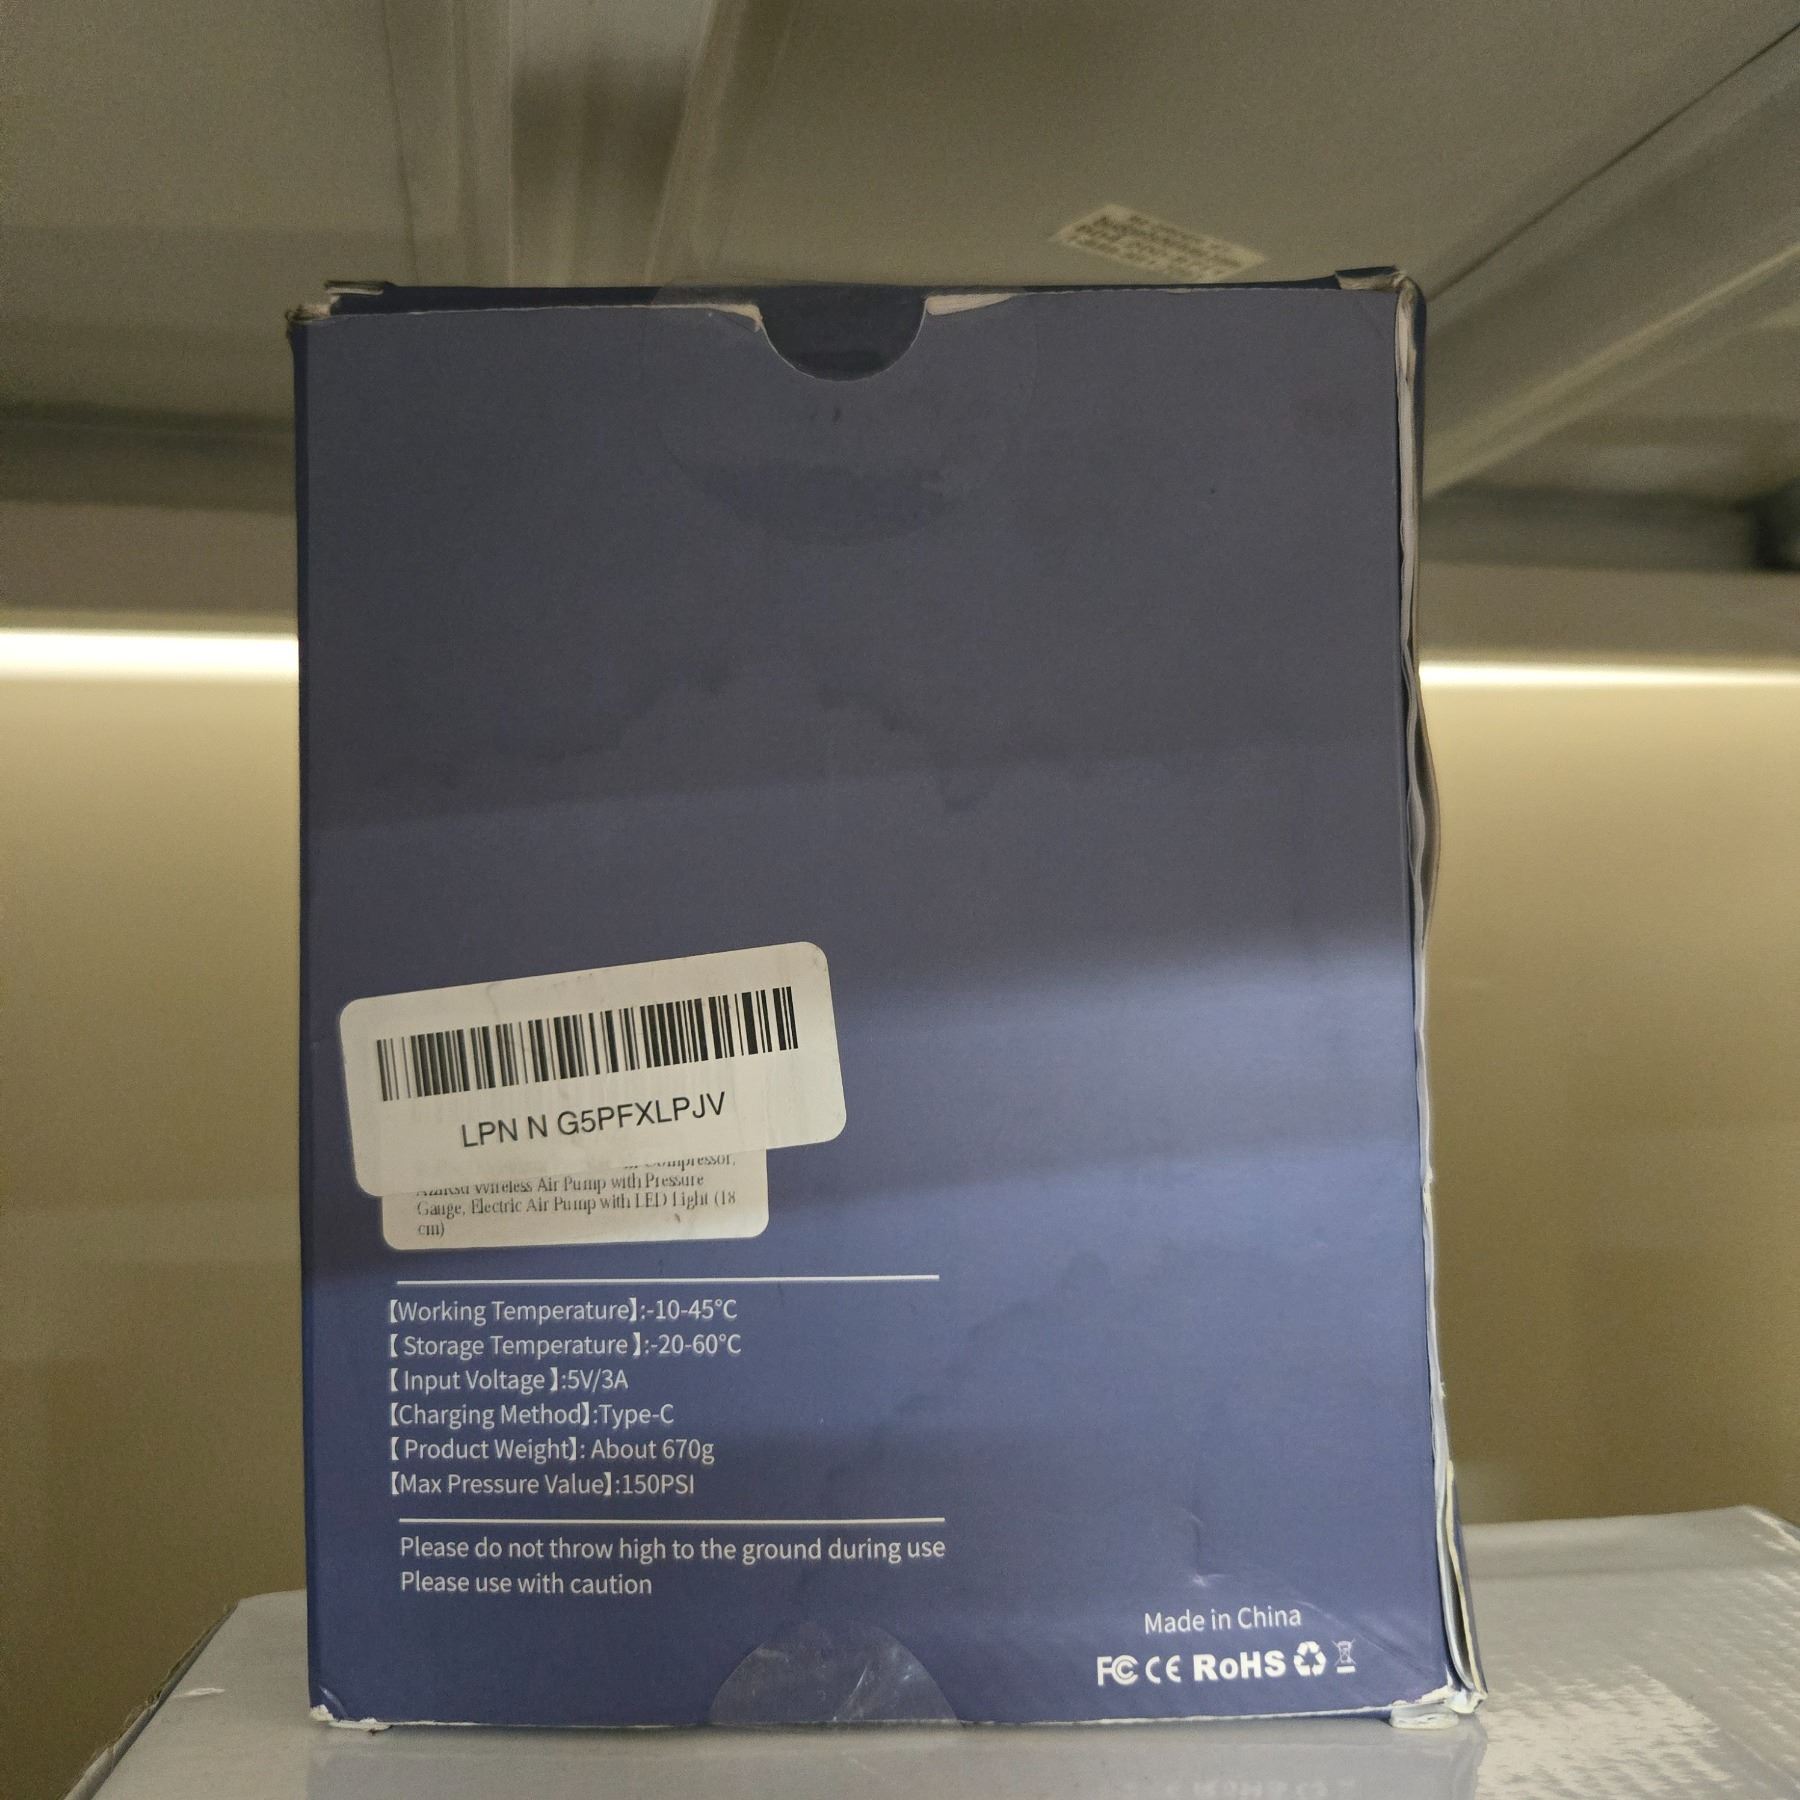 LPN N G5PFXLPJV
Compressor,
Wireless Air Pump with Pressure
Gauge, Electric Air Pump with LED Light (18
cm)
【Working Temperature】:-10-45°C
【 Storage Temperature 】:-20-60°C
【 Input Voltage 】:5V/3A
【Charging Method】:Type-C
【 Product Weight】: About 670g
【Max Pressure Value】:150PSI
Please do not throw high to the ground during use
Please use with caution
Made in China
FC CE RoHS